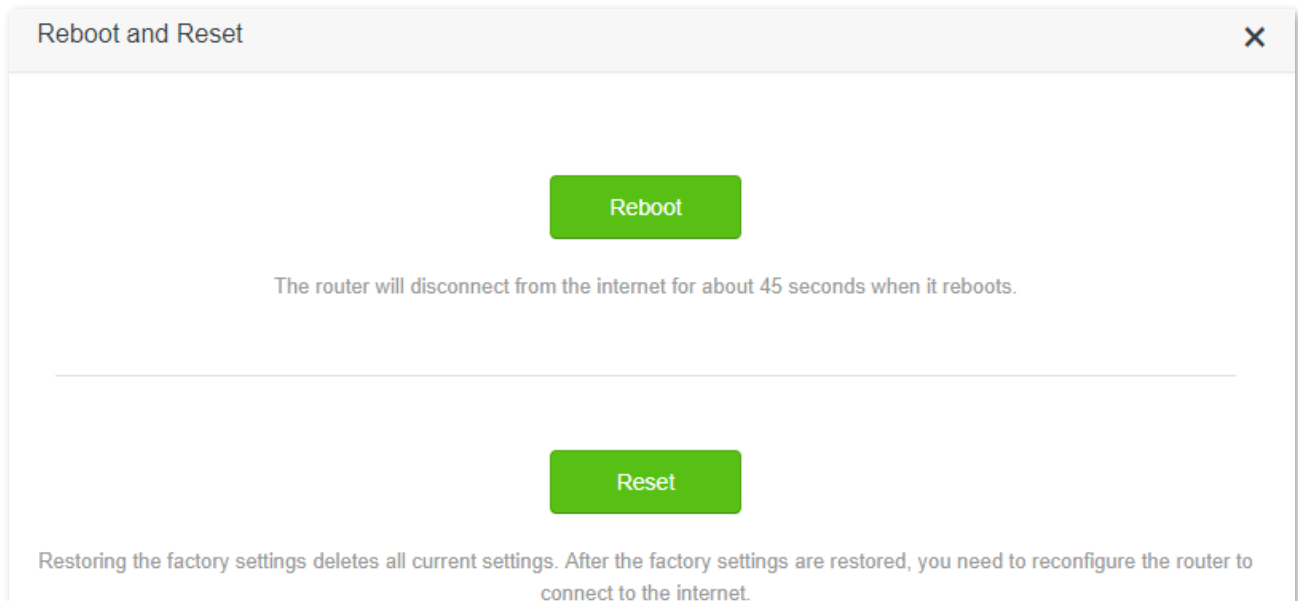 Reboot and Reset
Reboot
The router will disconnect from the internet for about 45 seconds when it reboots.
Reset
Restoring the factory settings deletes all current settings. After the factory settings are restored, you need to reconfigure the router to
connect to the internet.